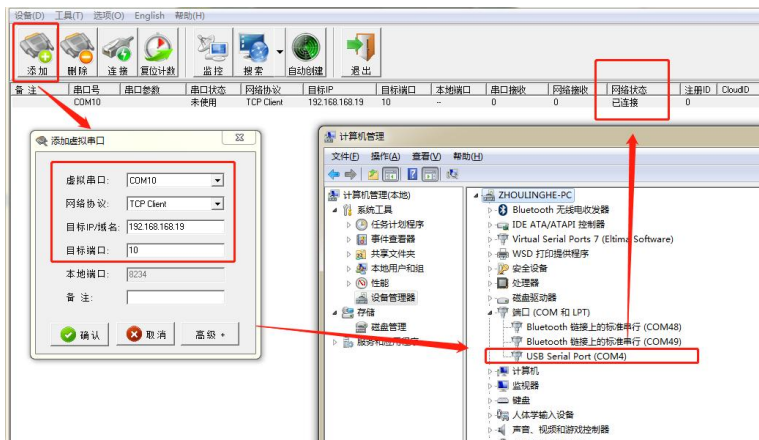 设备(D) 工具(T) 选项(O) English 帮助(H)
添加 删除 连接 复位计数 监控 搜索 自动创建 退出
备 注 串口号 串口参数 串口状态 网络协议 目标IP 目标端口 本地端口 串口接收 网络接收 网络状态 注册ID CloudID
COM10 未使用 TCP Client 192.168.168.19 10 -- 0 0 已连接 0
添加虚拟串口
虚拟串口: COM10
网络协议: TCP Client
目标IP/域名: 192.168.168.19
目标端口: 10
本地端口: 8234
备 注:
确认 取消 高级 +
计算机管理
文件(F) 操作(A) 查看(V) 帮助(H)
计算机管理(本地)
系统工具
任务计划程序
事件查看器
共享文件夹
本地用户和组
性能
设备管理器
存储
磁盘管理
服务和应用程序
ZHOULINGHE-PC
Bluetooth 无线电收发器
IDE ATA/ATAPI 控制器
Virtual Serial Ports 7 (Eltima Software)
WSD 打印提供程序
安全设备
处理器
磁盘驱动器
端口 (COM 和 LPT)
Bluetooth 链接上的标准串行 (COM48)
Bluetooth 链接上的标准串行 (COM49)
USB Serial Port (COM4)
计算机
监视器
键盘
人体学输入设备
声音、视频和游戏控制器